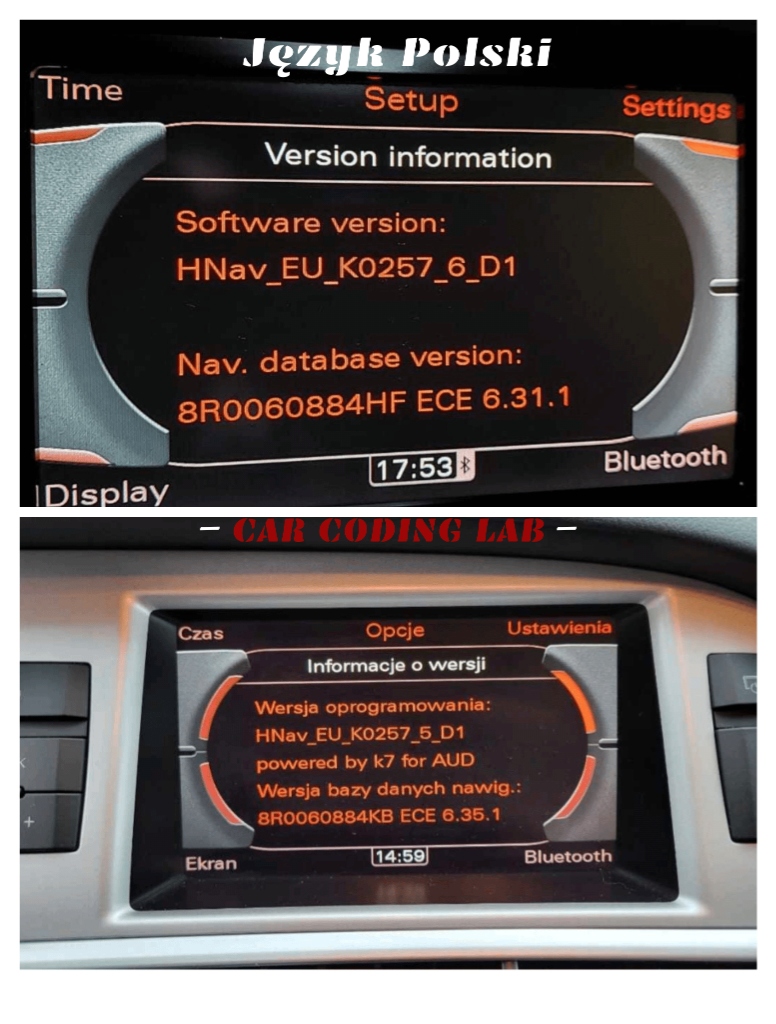 Język Polski
Time
Setup
Settings
Version information
Software version:
HNav_EU_K0257_6_D1
Nav. database version:
8R0060884HF ECE 6.31.1
17:53
Bluetooth
Display
– CAR CODING LAB –
Czas
Opcje
Ustawienia
Informacje o wersji
Wersja oprogramowania:
HNav_EU_K0257_5_D1
powered by k7 for AUD
Wersja bazy danych nawig.:
8R0060884KB ECE 6.35.1
Ekran
14:59
Bluetooth